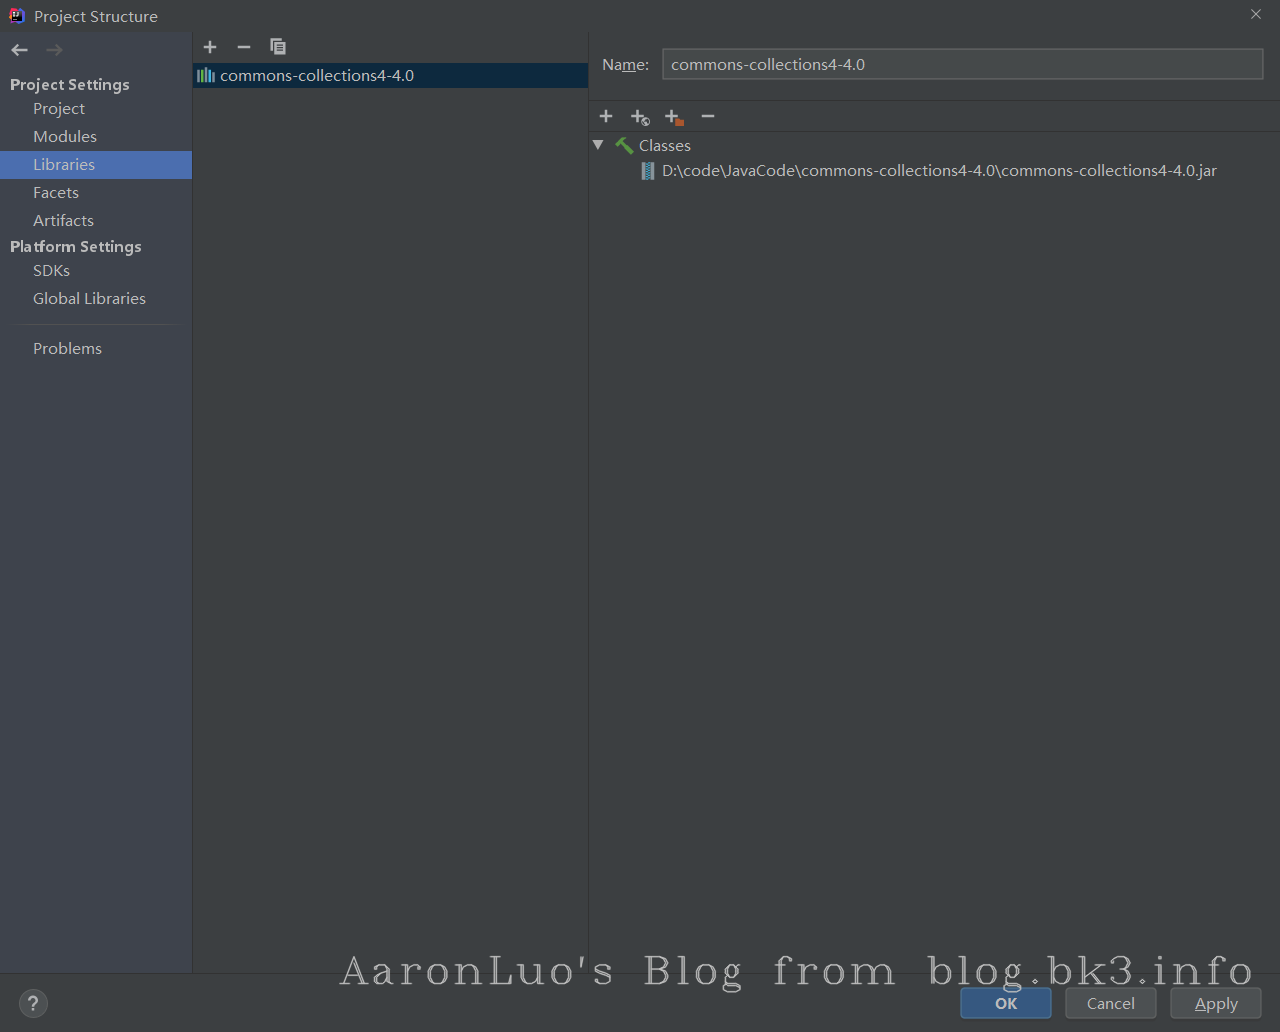 Project Structure
Project Settings
Project
Modules
Libraries
Facets
Artifacts
Platform Settings
SDKs
Global Libraries
Problems
commons-collections4-4.0
Name: commons-collections4-4.0
Classes
D:\code\JavaCode\commons-collections4-4.0\commons-collections4-4.0.jar
AaronLuo's Blog from blog.bk3.info
?
OK Cancel Apply